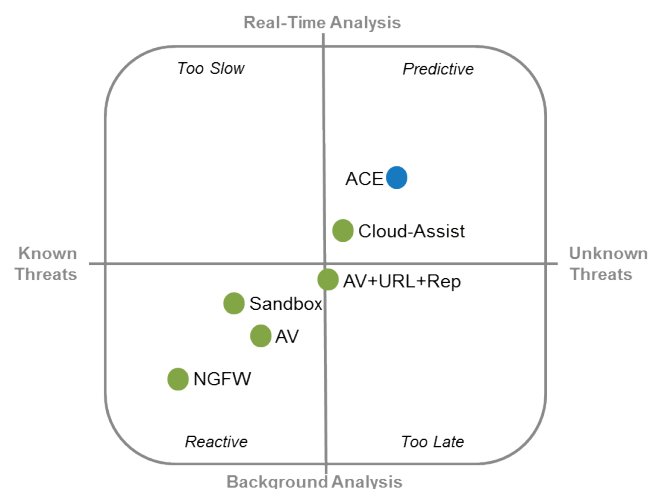 Real-Time Analysis
Too Slow
Predictive
ACE
Cloud-Assist
Known
Threats
Unknown
Threats
AV+URL+Rep
Sandbox
AV
NGFW
Reactive
Too Late
Background Analysis